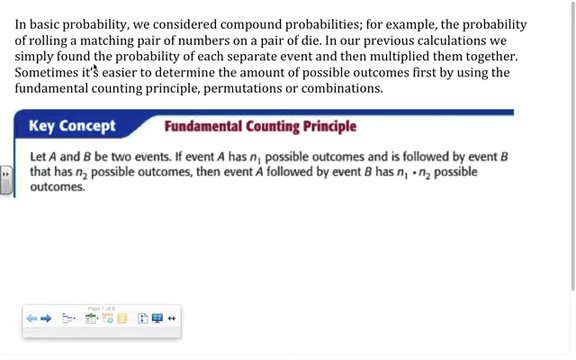 In basic probability, we considered compound probabilities; for example, the probability
of rolling a matching pair of numbers on a pair of die. In our previous calculations we
simply found the probability of each separate event and then multiplied them together.
Sometimes it's easier to determine the amount of possible outcomes first by using the
fundamental counting principle, permutations or combinations.
Key Concept Fundamental Counting Principle
Let A and B be two events. If event A has n₁ possible outcomes and is followed by event B
that has n₂ possible outcomes, then event A followed by event B has n₁ • n₂ possible
outcomes.
Page 1 of 8